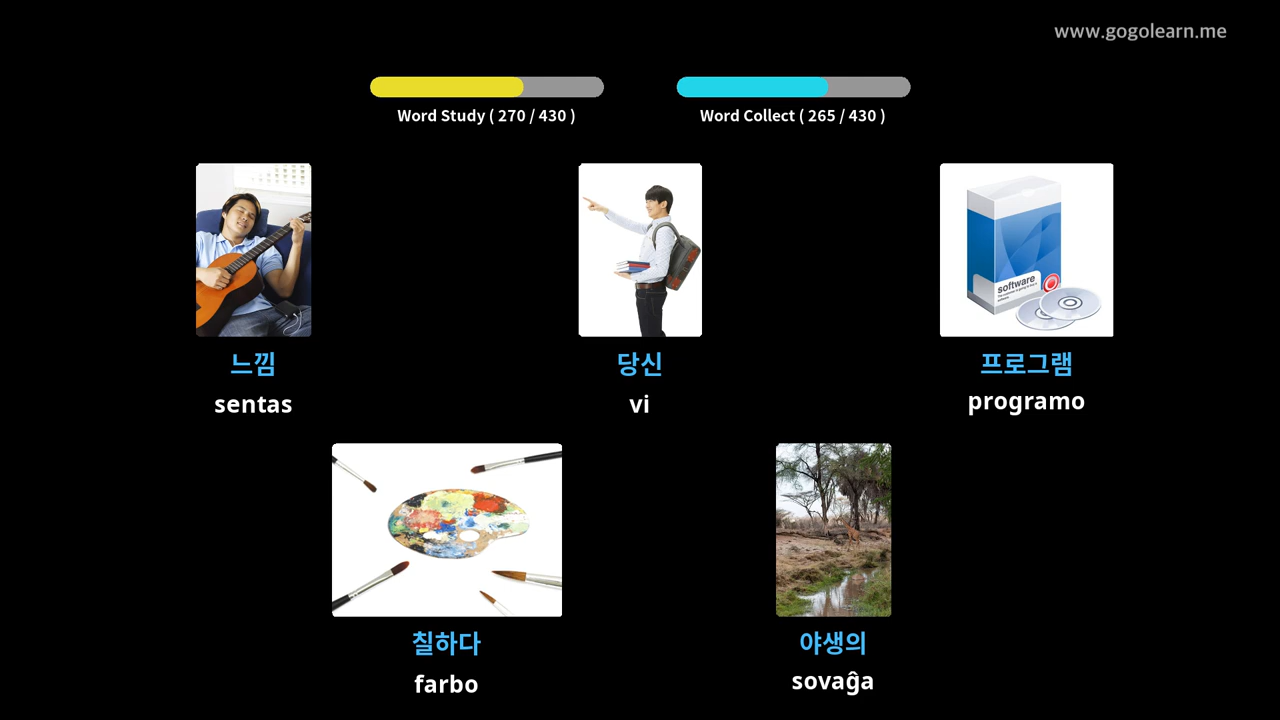 www.gogolearn.me
Word Study ( 270 / 430 )
Word Collect ( 265 / 430 )
software
느낌
sentas
당신
vi
프로그램
programo
칠하다
farbo
야생의
sovaĝa